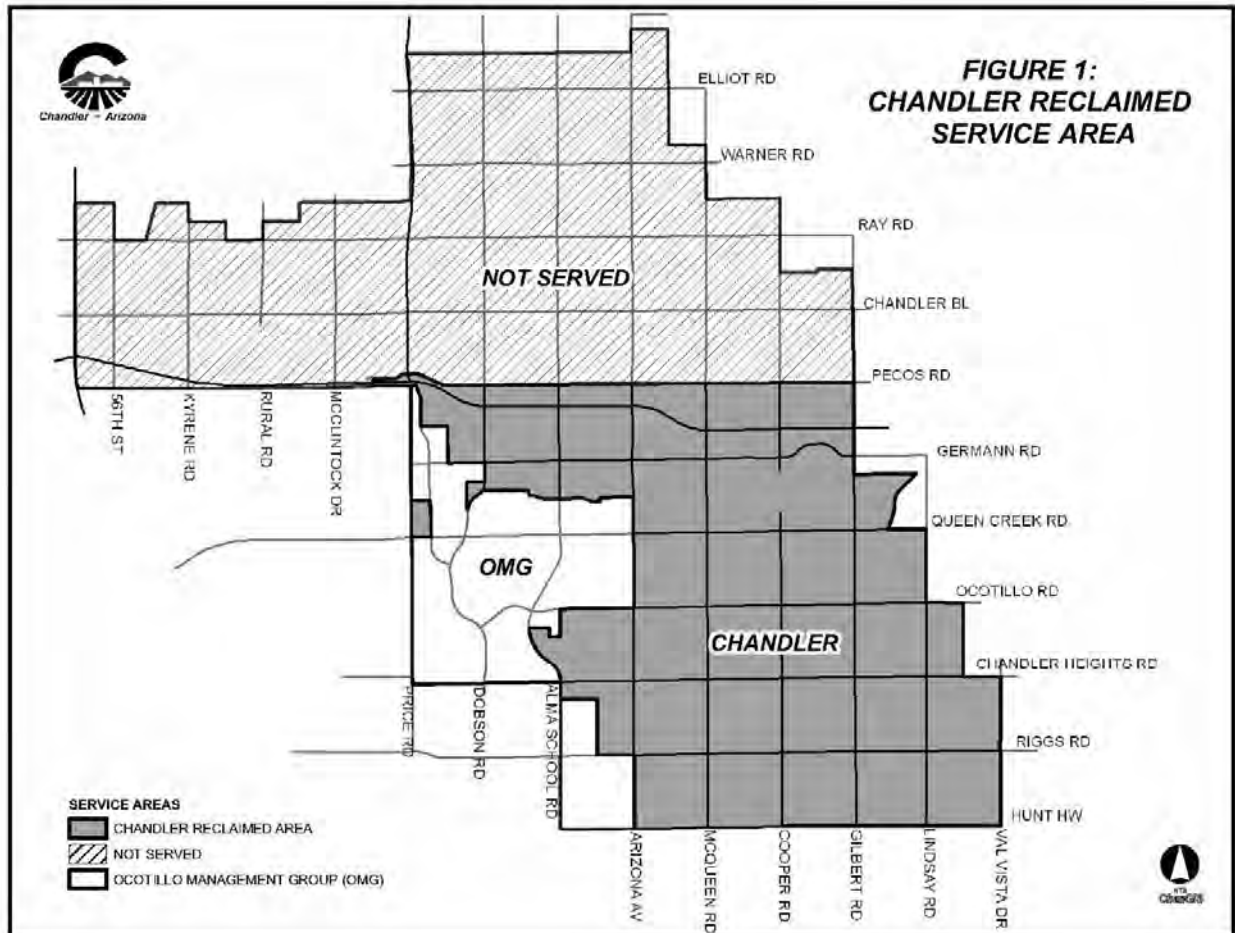 Chandler Arizona
FIGURE 1:
CHANDLER RECLAIMED
SERVICE AREA
ELLIOT RD
WARNER RD
RAY RD
NOT SERVED
CHANDLER BL
PECOS RD
56TH ST
KYRENE RD
RURAL RD
MCCLINTOCK DR
GERMANN RD
QUEEN CREEK RD
OMG
OCOTILLO RD
CHANDLER
CHANDLER HEIGHTS RD
PRICE RD
DOBSON RD
ALMA SCHOOL RD
RIGGS RD
HUNT HW
ARIZONA AV
MCQUEEN RD
COOPER RD
GILBERT RD
LINDSAY RD
VAL VISTA DR
SERVICE AREAS
CHANDLER RECLAIMED AREA
NOT SERVED
OCOTILLO MANAGEMENT GROUP (OMG)